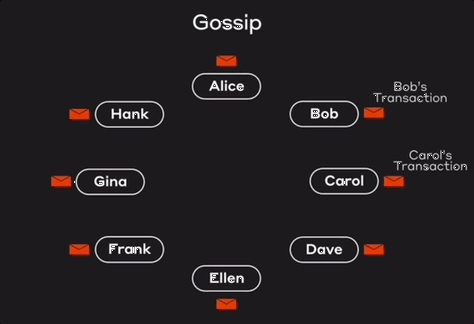 Gossip
Alice
Hank
Bob
Bob's
Transaction
Gina
Carol
Carol's
Transaction
Frank
Dave
Ellen